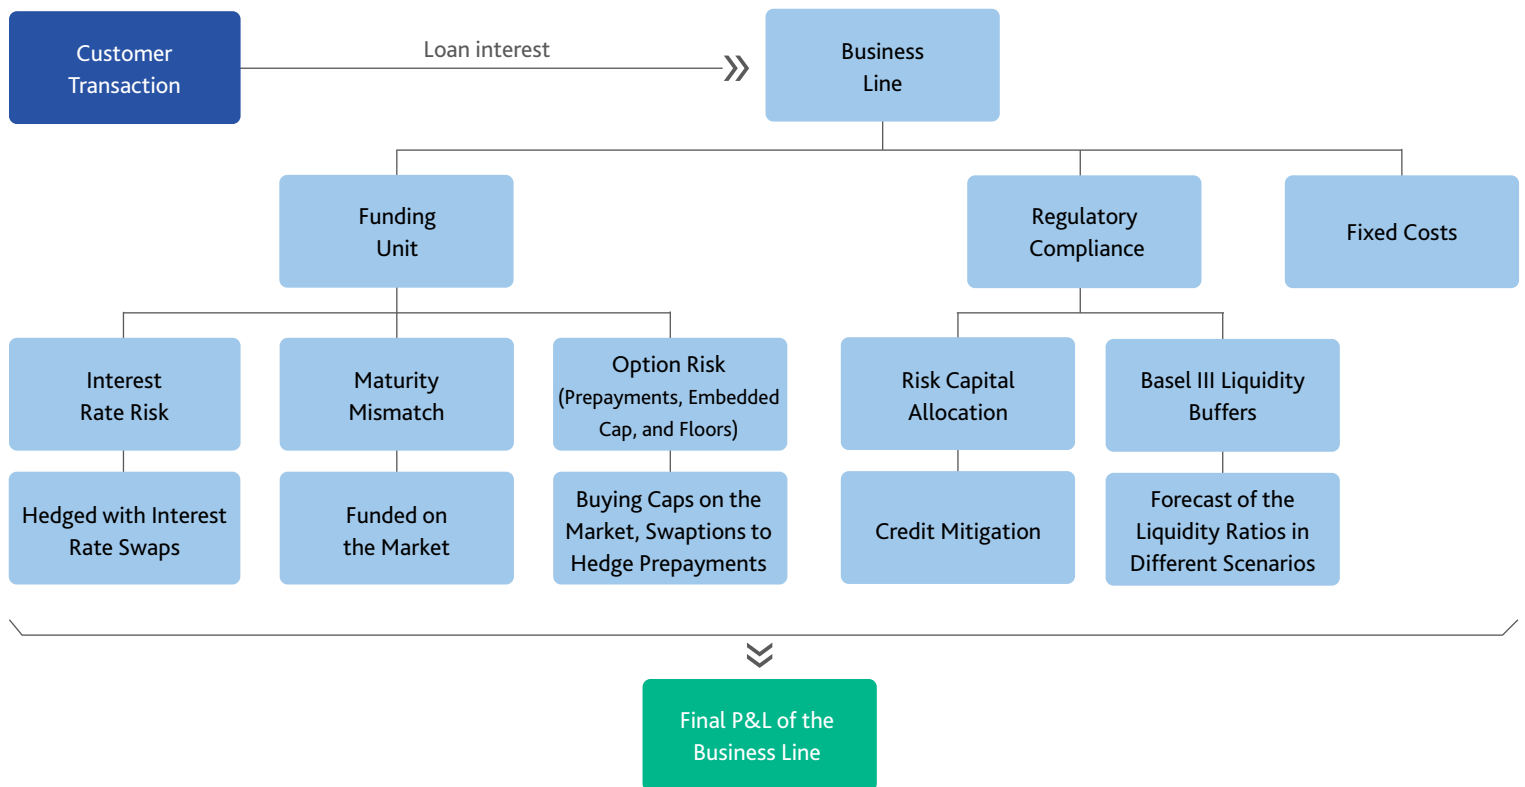 Customer
Transaction
Loan interest
Business
Line
Funding
Unit
Regulatory
Compliance
Fixed Costs
Interest
Rate Risk
Maturity
Mismatch
Option Risk
(Prepayments, Embedded
Cap, and Floors)
Risk Capital
Allocation
Basel III Liquidity
Buffers
Hedged with Interest
Rate Swaps
Funded on
the Market
Buying Caps on the
Market, Swaptions to
Hedge Prepayments
Credit Mitigation
Forecast of the
Liquidity Ratios in
Different Scenarios
Final P&L of the
Business Line